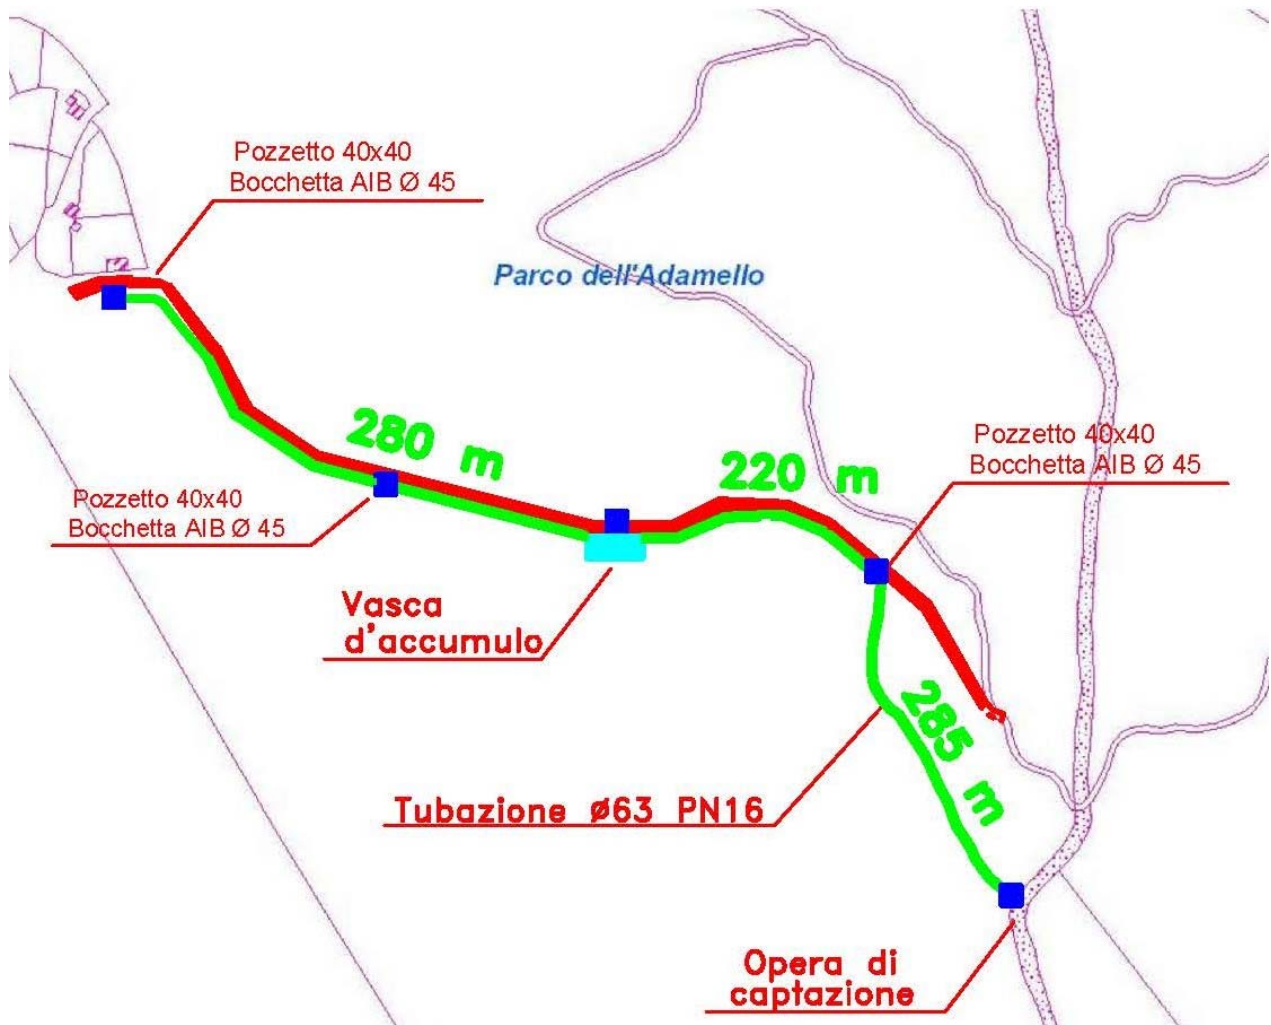 Pozzetto 40x40
Bocchetta AIB Ø 45
Parco dell'Adamello
280 m
220 m
Pozzetto 40x40
Bocchetta AIB Ø 45
Pozzetto 40x40
Bocchetta AIB Ø 45
Vasca
d'accumulo
285 m
Tubazione ø63 PN16
Opera di
captazione